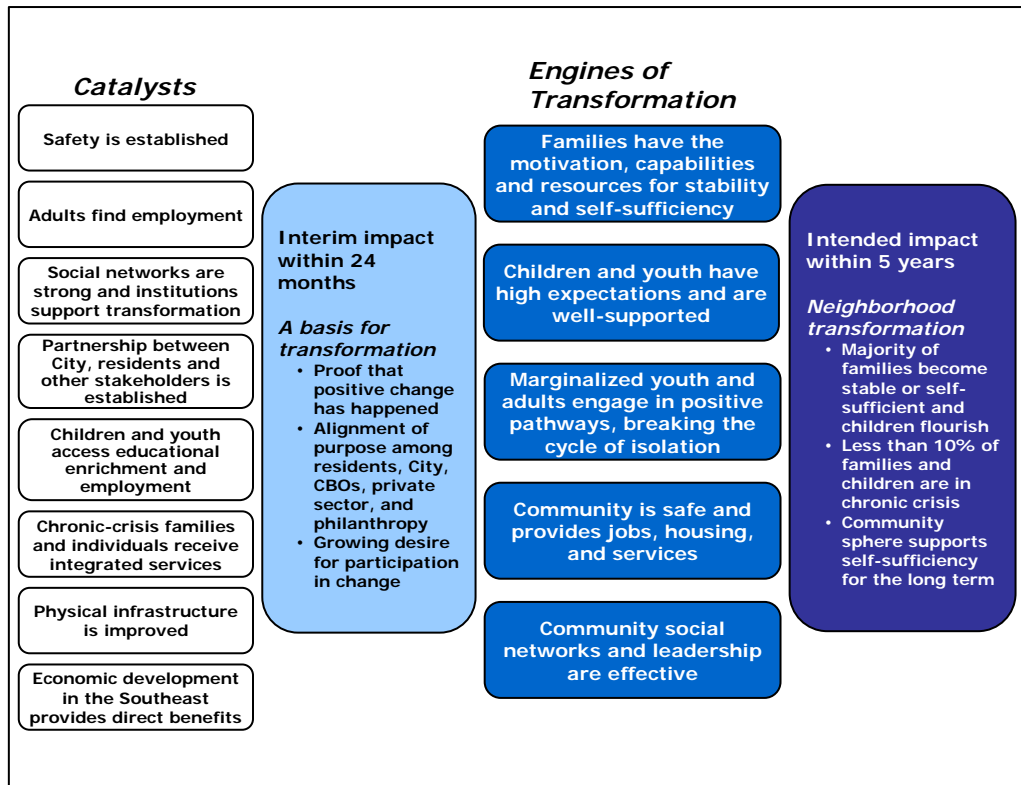 Catalysts
Safety is established
Adults find employment
Social networks are
strong and institutions
support transformation
Partnership between
City, residents and
other stakeholders is
established
Children and youth
access educational
enrichment and
employment
Chronic-crisis families
and individuals receive
integrated services
Physical infrastructure
is improved
Economic development
in the Southeast
provides direct benefits
Interim impact
within 24
months
A basis for
transformation
• Proof that
positive change
has happened
• Alignment of
purpose among
residents, City,
CBOs, private
sector, and
philanthropy
• Growing desire
for participation
in change
Engines of
Transformation
Families have the
motivation, capabilities
and resources for stability
and self-sufficiency
Children and youth have
high expectations and are
well-supported
Marginalized youth and
adults engage in positive
pathways, breaking the
cycle of isolation
Community is safe and
provides jobs, housing,
and services
Community social
networks and leadership
are effective
Intended impact
within 5 years
Neighborhood
transformation
• Majority of
families become
stable or self-
sufficient and
children flourish
• Less than 10% of
families and
children are in
chronic crisis
• Community
sphere supports
self-sufficiency
for the long term